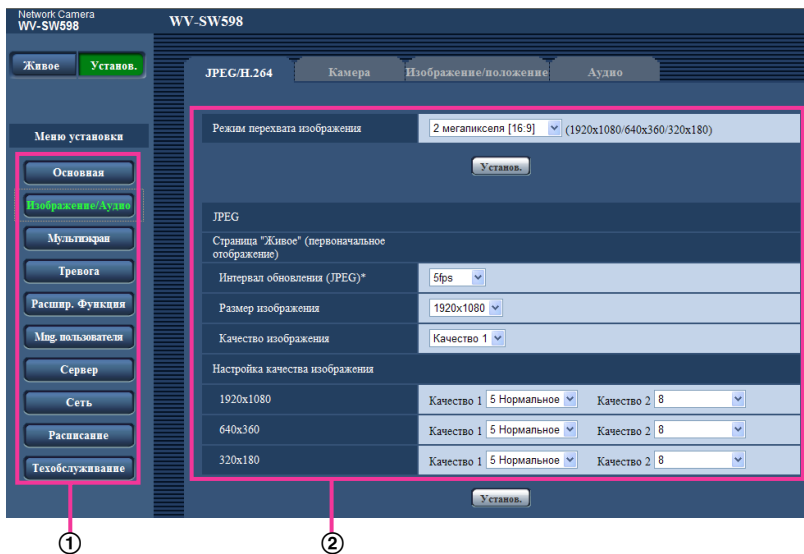 Network Camera
WV-SW598
WV-SW598
Живое Установ.
JPEG/H.264 Камера Изображение/положение Аудио
Меню установки
Основная
Изображение/Аудио
Мультиэкран
Тревога
Расшир. Функция
Mng. пользователя
Сервер
Сеть
Расписание
Техобслуживание
Режим перехвата изображения 2 мегапикселя [16:9] (1920x1080/640x360/320x180)
Установ.
JPEG
Страница "Живое" (первоначальное
отображение)
Интервал обновления (JPEG)* 5fps
Размер изображения 1920x1080
Качество изображения Качество 1
Настройка качества изображения
1920x1080 Качество 1 5 Нормальное Качество 2 8
640x360 Качество 1 5 Нормальное Качество 2 8
320x180 Качество 1 5 Нормальное Качество 2 8
Установ.
① ②